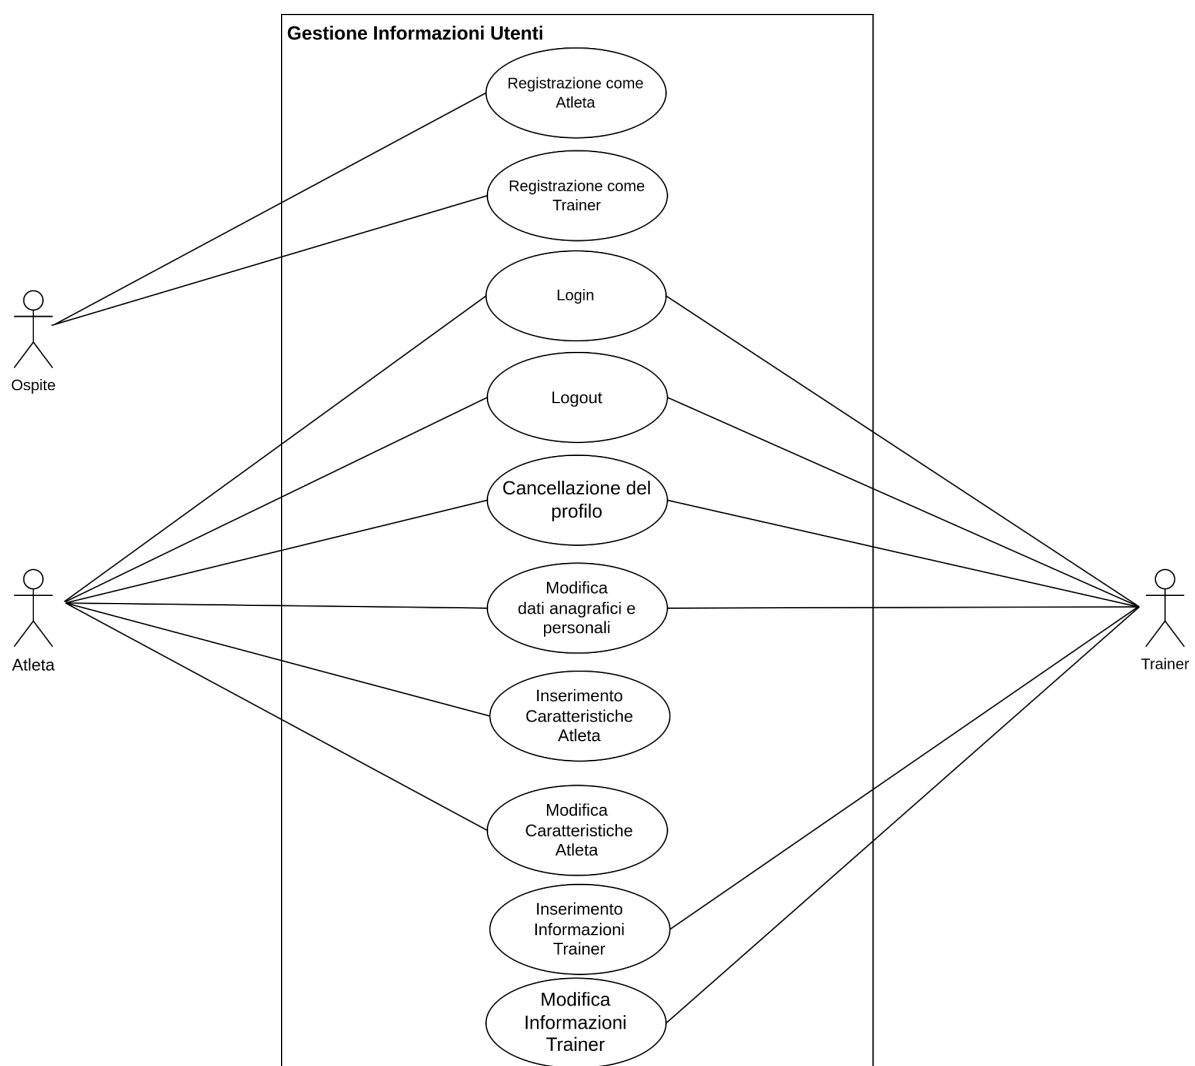 Gestione Informazioni Utenti
Registrazione come
Atleta
Registrazione come
Trainer
Login
Ospite
Logout
Cancellazione del
profilo
Modifica
dati anagrafici e
personali
Atleta
Trainer
Inserimento
Caratteristiche
Atleta
Modifica
Caratteristiche
Atleta
Inserimento
Informazioni
Trainer
Modifica
Informazioni
Trainer